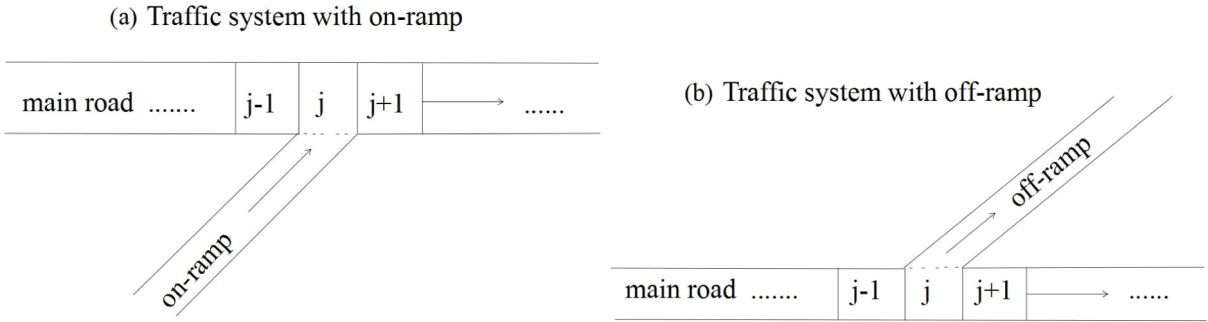 (a) Traffic system with on-ramp
main road ....... j-1 j j+1 ......
on-ramp
(b) Traffic system with off-ramp
off-ramp
main road ....... j-1 j j+1 ......